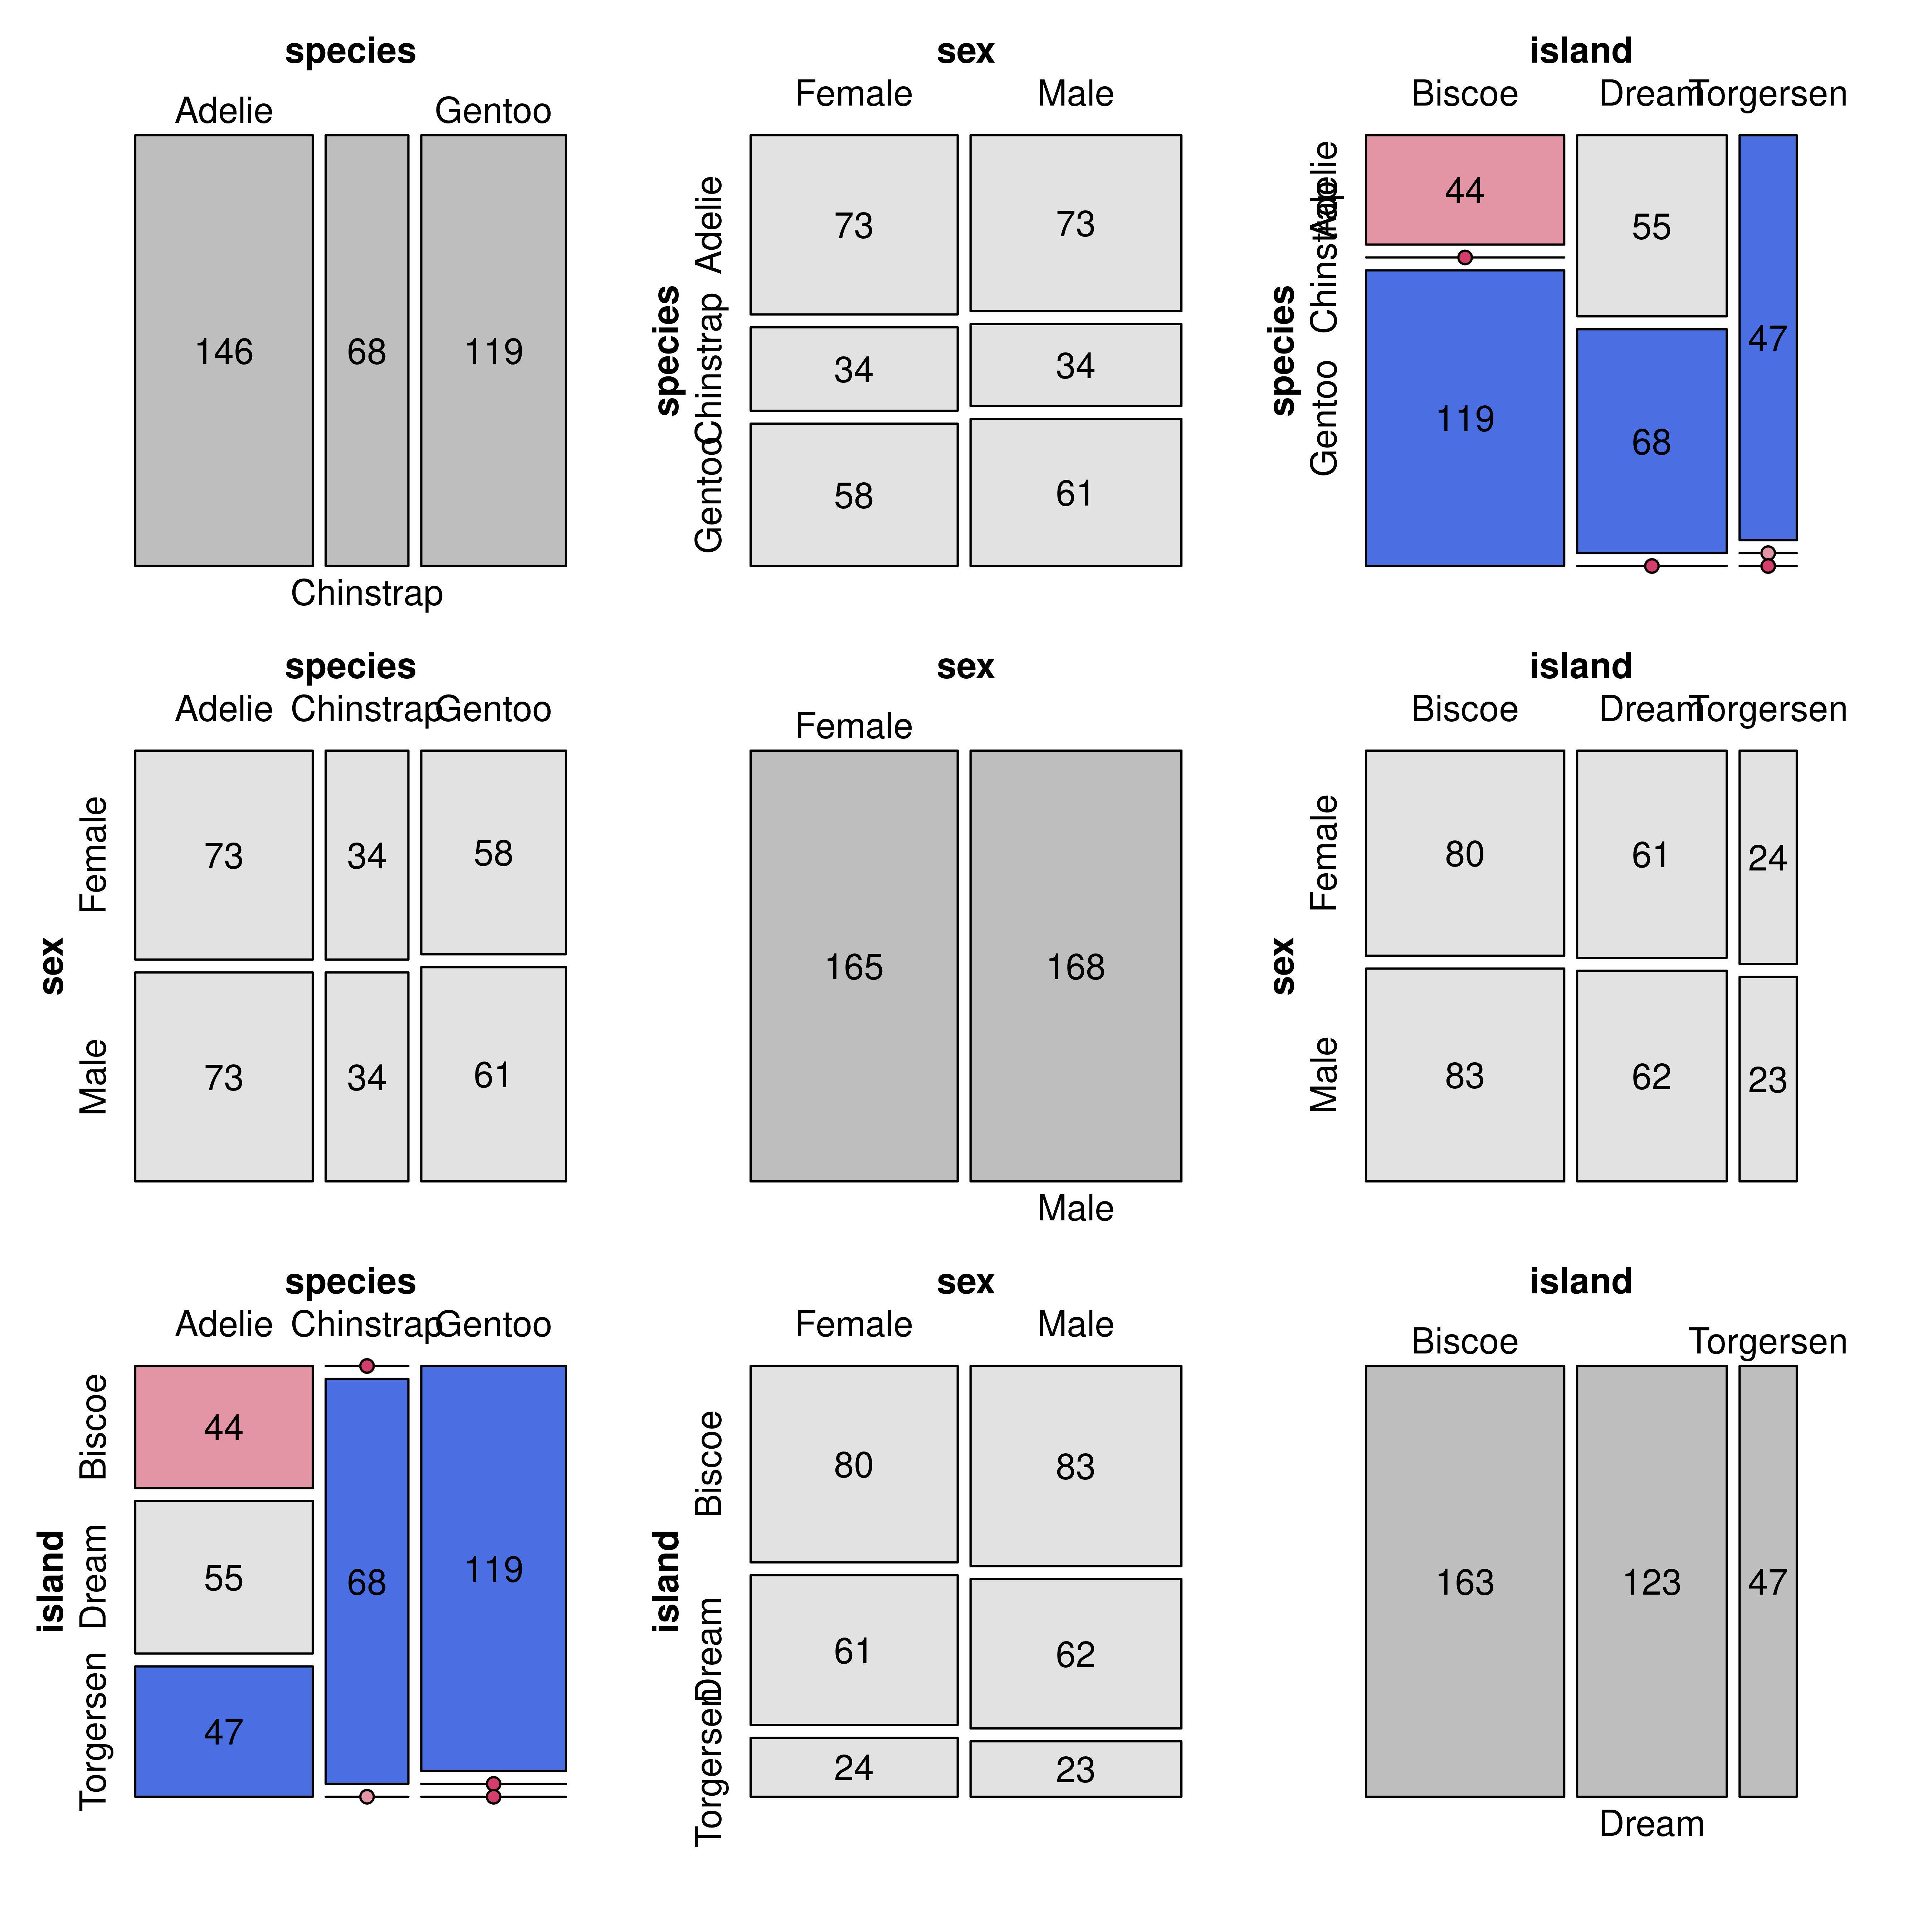 species
Adelie Gentoo
146 68 119
Chinstrap
sex
Female Male
species
Adelie
Chinstrap
Gentoo
73 73
34 34
58 61
island
Biscoe Dream Torgersen
species
Adelie
Chinstrap
Gentoo
44 55 47
119 68
species
Adelie Chinstrap Gentoo
sex
Female
Male
73 34 58
73 34 61
sex
Female
165 168
Male
island
Biscoe Dream Torgersen
sex
Female
Male
80 61 24
83 62 23
species
Adelie Chinstrap Gentoo
island
Biscoe
Dream
Torgersen
44 68 119
55
47
sex
Female Male
island
Biscoe
Dream
Torgersen
80 83
61 62
24 23
island
Biscoe Torgersen
163 123 47
Dream